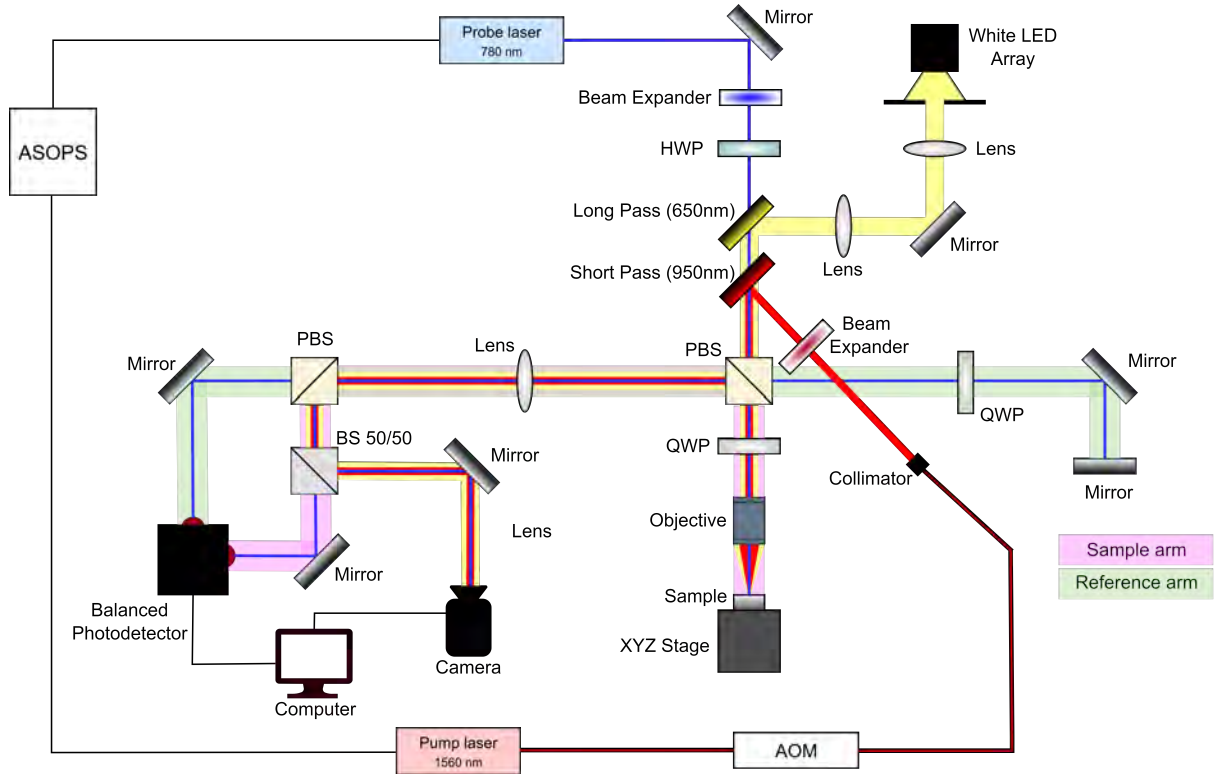 Mirror
Probe laser
780 nm
White LED
Array
Beam Expander
ASOPS
HWP
Lens
Long Pass (650nm)
Mirror
Lens
Short Pass (950nm)
Beam
Expander
PBS
Mirror
Lens
PBS
Mirror
QWP
BS 50/50
Mirror
QWP
Collimator
Mirror
Objective
Lens
Sample arm
Mirror
Reference arm
Sample
Balanced
Photodetector
XYZ Stage
Camera
Computer
Pump laser
1560 nm
AOM